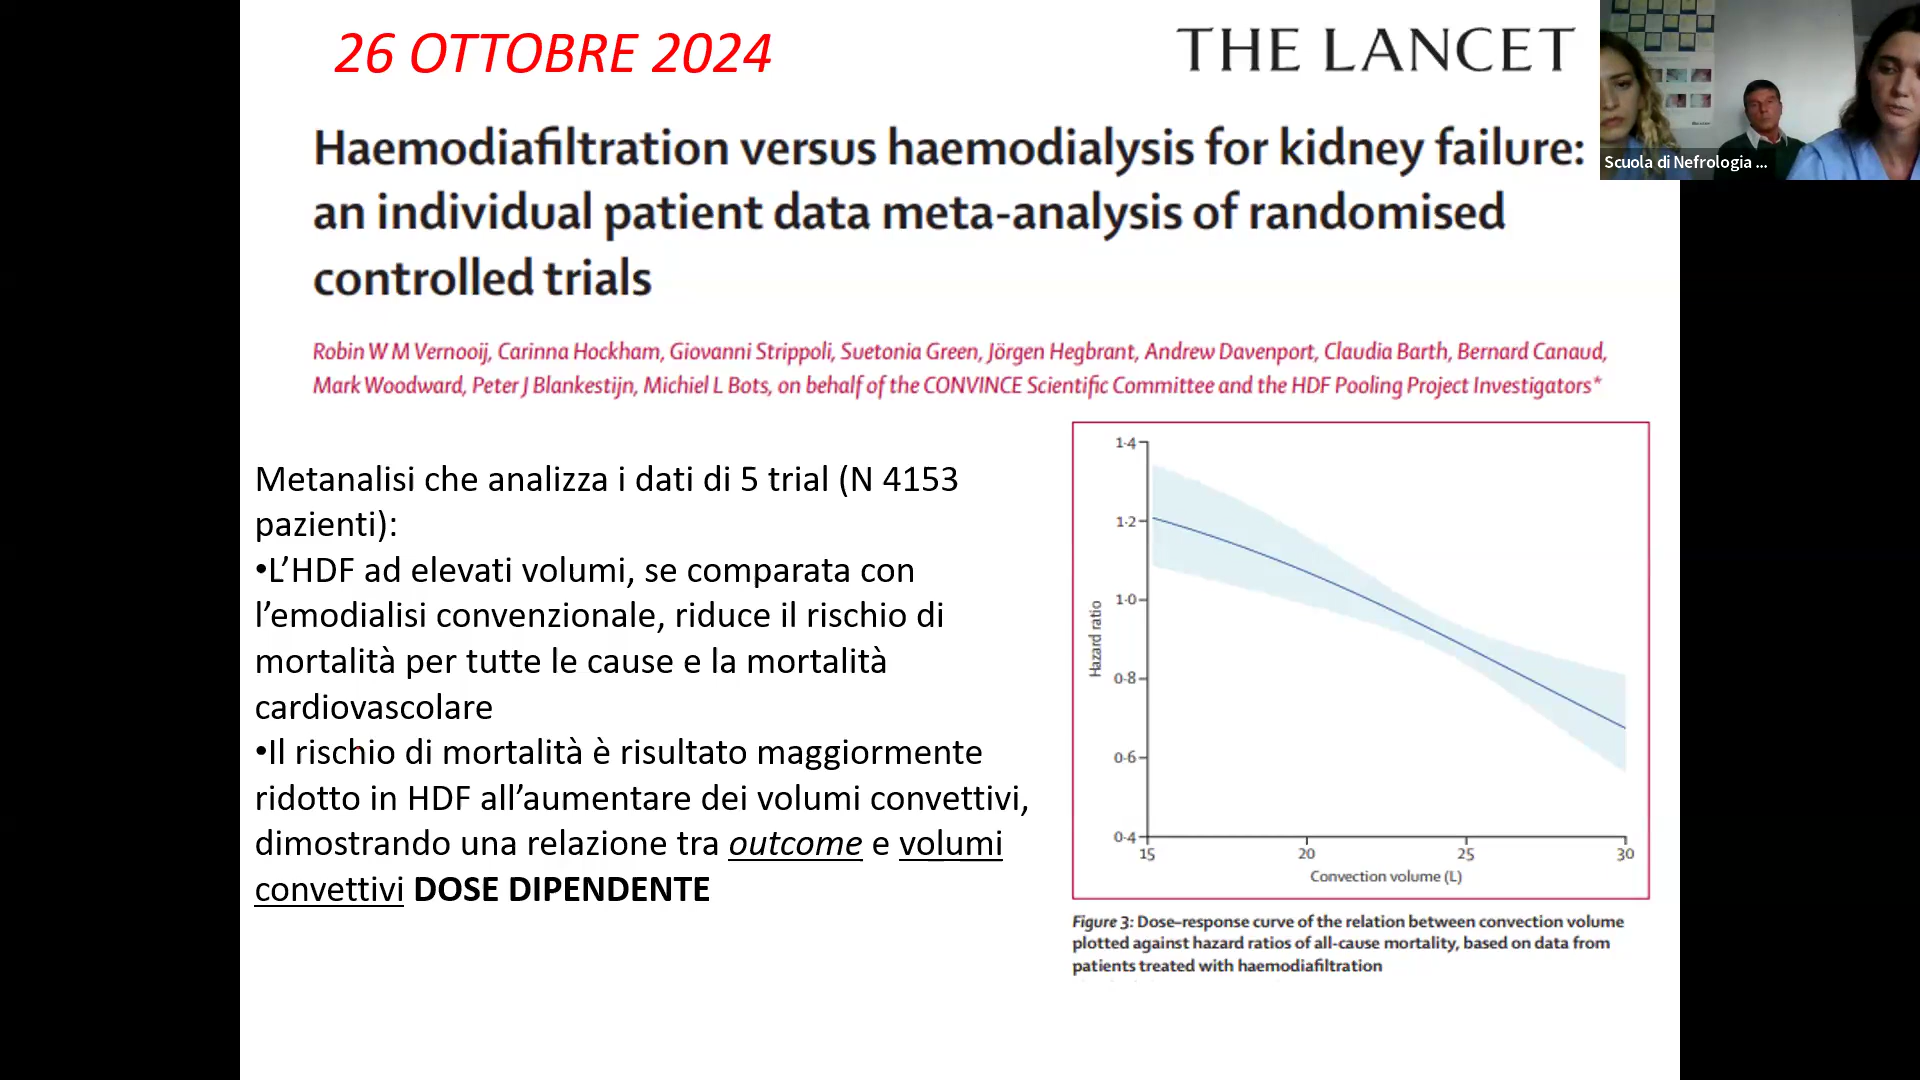 26 OTTOBRE 2024
THE LANCET
Haemodiafiltration versus haemodialysis for kidney failure:
an individual patient data meta-analysis of randomised
controlled trials
Robin W M Vernooij, Carinna Hockham, Giovanni Strippoli, Suetonia Green, Jörgen Hegbrant, Andrew Davenport, Claudia Barth, Bernard Canaud,
Mark Woodward, Peter J Blankestijn, Michiel L Bots, on behalf of the CONVINCE Scientific Committee and the HDF Pooling Project Investigators*
Metanalisi che analizza i dati di 5 trial (N 4153
pazienti):
•L’HDF ad elevati volumi, se comparata con
l’emodialisi convenzionale, riduce il rischio di
mortalità per tutte le cause e la mortalità
cardiovascolare
•Il rischio di mortalità è risultato maggiormente
ridotto in HDF all’aumentare dei volumi convettivi,
dimostrando una relazione tra outcome e volumi
convettivi DOSE DIPENDENTE
1·4
1·2
1·0
0·8
0·6
0·4
Hazard ratio
15 20 25 30
Convection volume (L)
Figure 3: Dose–response curve of the relation between convection volume
plotted against hazard ratios of all-cause mortality, based on data from
patients treated with haemodiafiltration
Scuola di Nefrologia ...